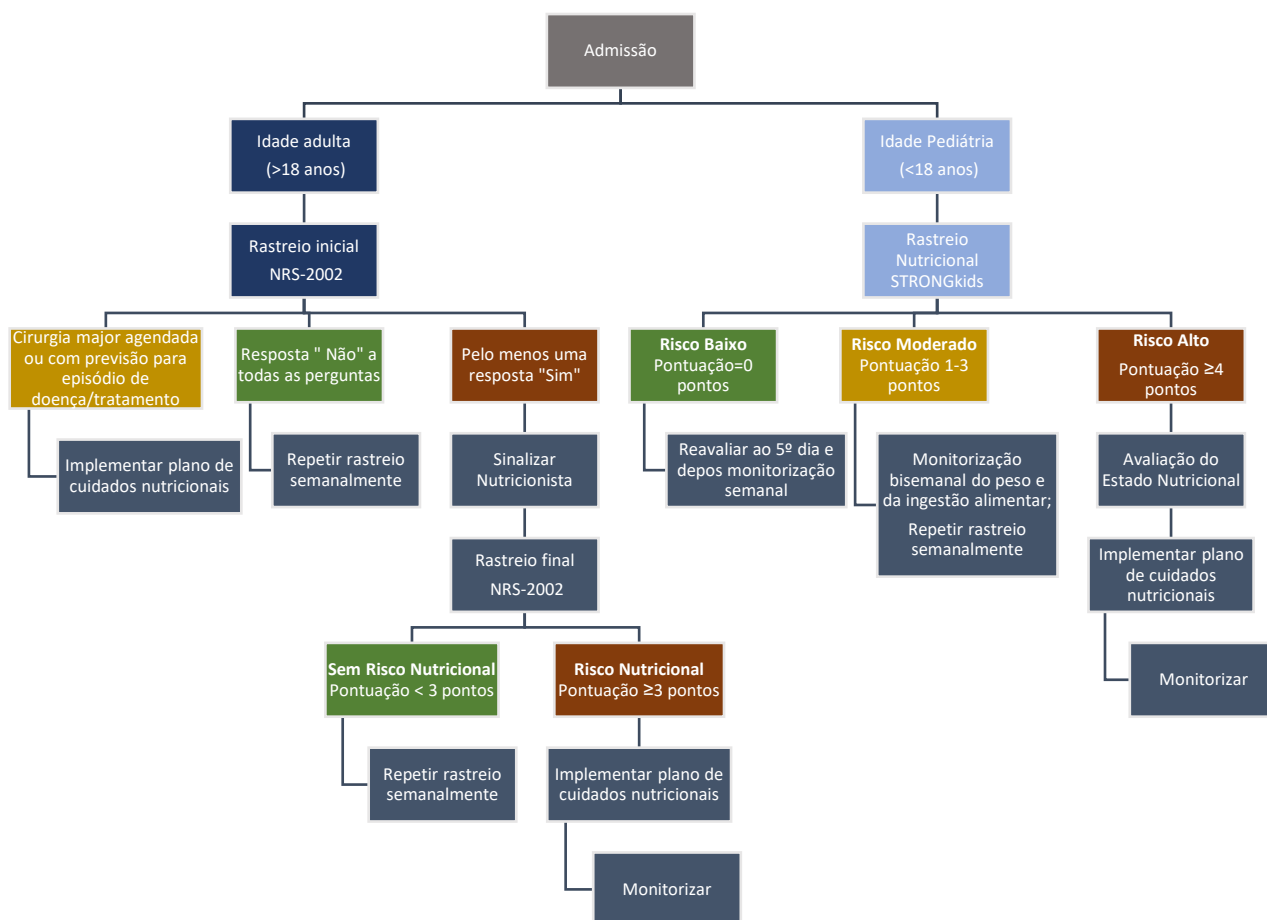 Admissão
Idade adulta
(>18 anos)
Idade Pediátria
(<18 anos)
Rastreio inicial
NRS-2002
Rastreio
Nutricional
STRONGkids
Cirurgia major agendada
ou com previsão para
episódio de
doença/tratamento
Resposta " Não" a
todas as perguntas
Pelo menos uma
resposta "Sim"
Risco Baixo
Pontuação=0
pontos
Risco Moderado
Pontuação 1-3
pontos
Risco Alto
Pontuação ≥4
pontos
Implementar plano de
cuidados nutricionais
Repetir rastreio
semanalmente
Sinalizar
Nutricionista
Reavaliar ao 5º dia e
depos monitorização
semanal
Monitorização
bisemanal do peso e
da ingestão alimentar;
Repetir rastreio
semanalmente
Avaliação do
Estado Nutricional
Rastreio final
NRS-2002
Implementar plano
de cuidados
nutricionais
Sem Risco Nutricional
Pontuação < 3 pontos
Risco Nutricional
Pontuação ≥3 pontos
Monitorizar
Repetir rastreio
semanalmente
Implementar plano de
cuidados nutricionais
Monitorizar